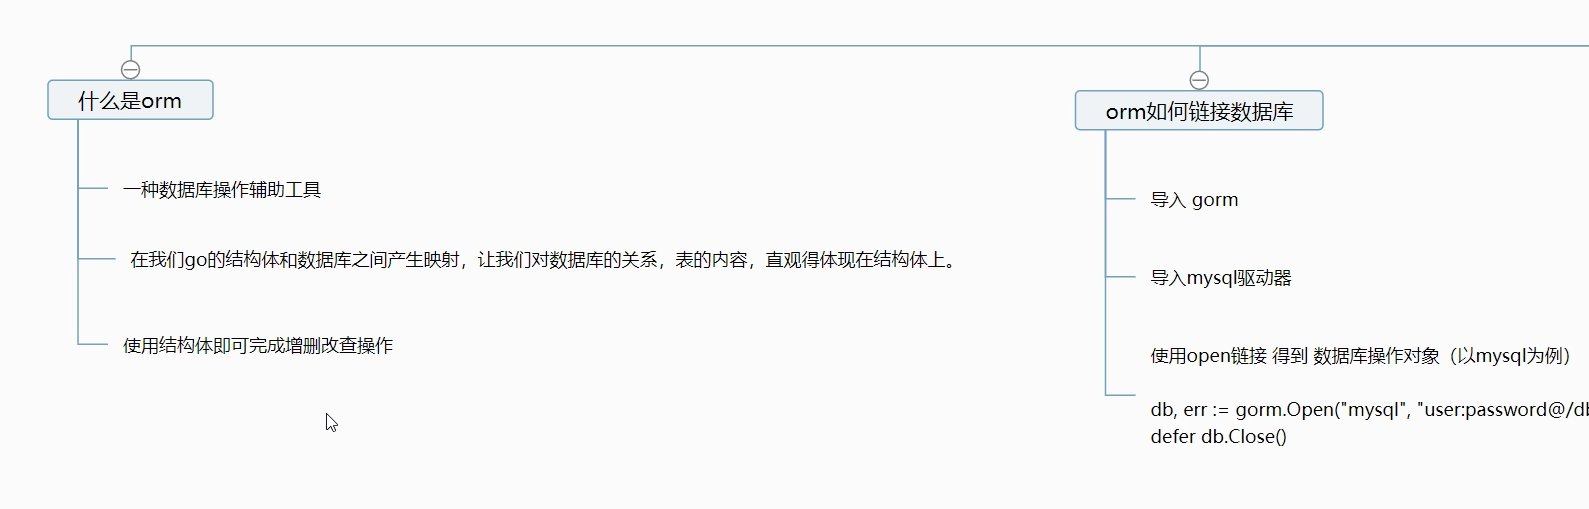 什么是orm
一种数据库操作辅助工具
在我们go的结构体和数据库之间产生映射，让我们对数据库的关系，表的内容，直观得体现在结构体上。
使用结构体即可完成增删改查操作
orm如何链接数据库
导入 gorm
导入mysql驱动器
使用open链接 得到 数据库操作对象（以mysql为例）
db, err := gorm.Open("mysql", "user:password@/db
defer db.Close()